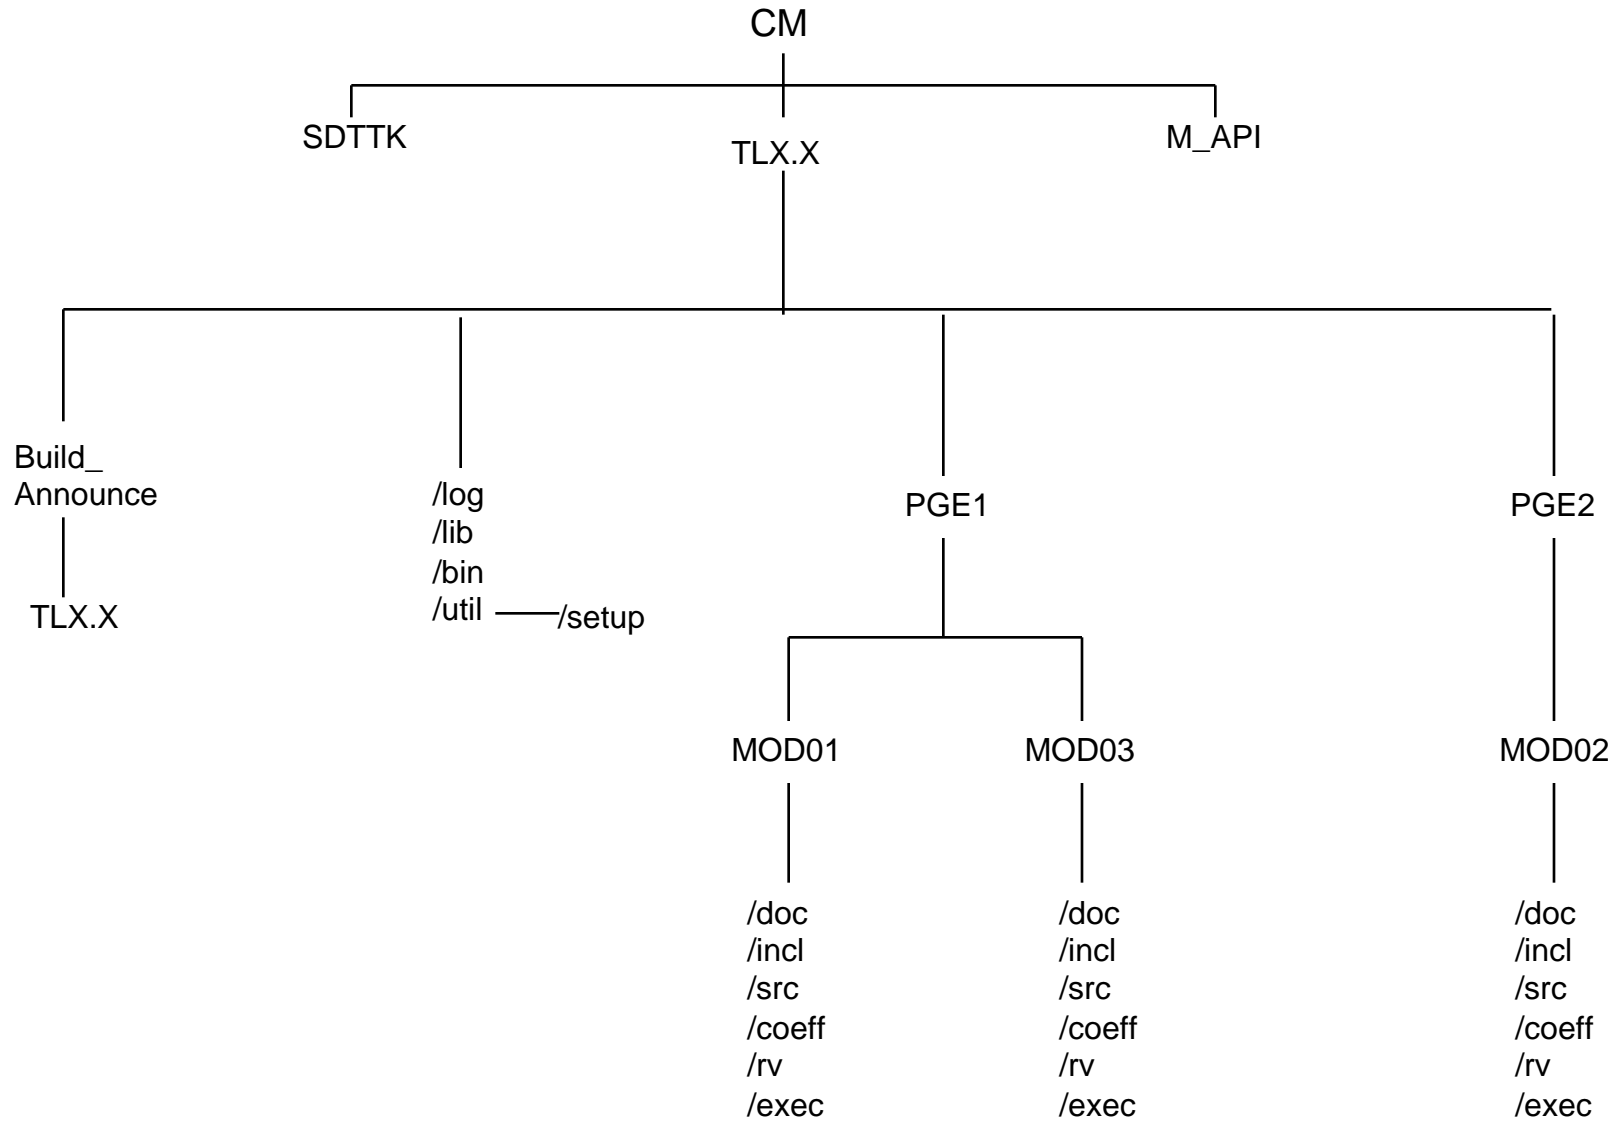 CM
SDTTK
TLX.X
M_API
Build_
Announce
TLX.X
/log
/lib
/bin
/util
/setup
PGE1
PGE2
MOD01
MOD03
MOD02
/doc
/incl
/src
/coeff
/rv
/exec
/doc
/incl
/src
/coeff
/rv
/exec
/doc
/incl
/src
/coeff
/rv
/exec